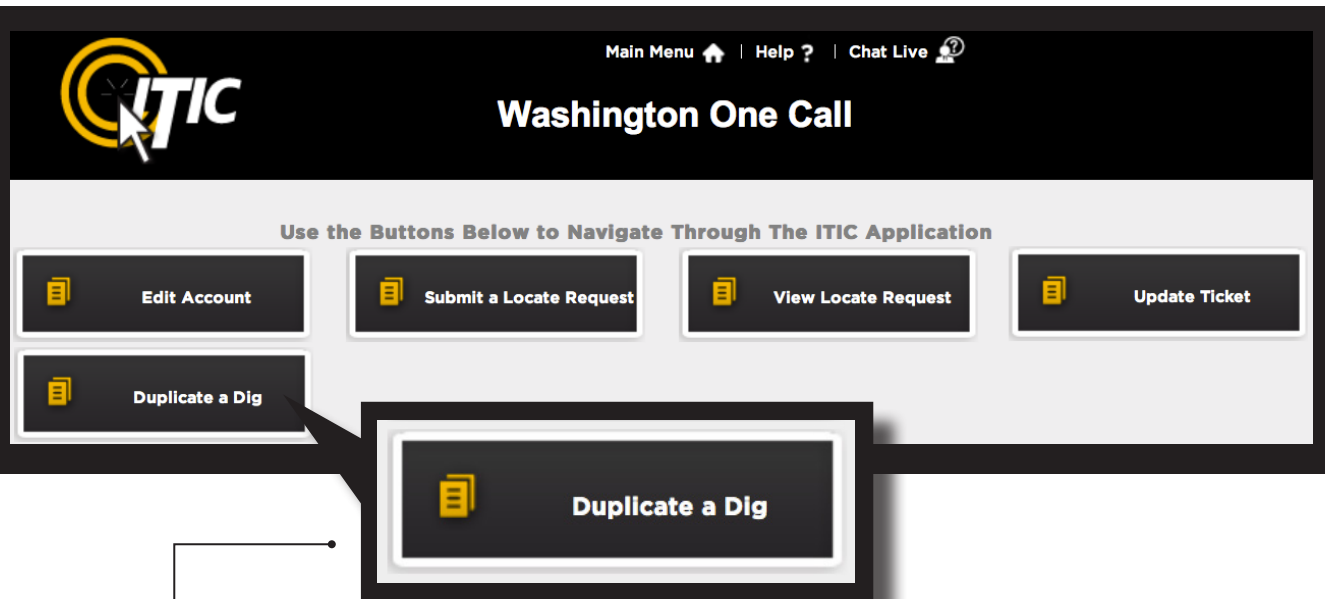 Main Menu | Help ? | Chat Live ?
ITIC
Washington One Call
Use the Buttons Below to Navigate Through The ITIC Application
Edit Account
Submit a Locate Request
View Locate Request
Update Ticket
Duplicate a Dig
Duplicate a Dig